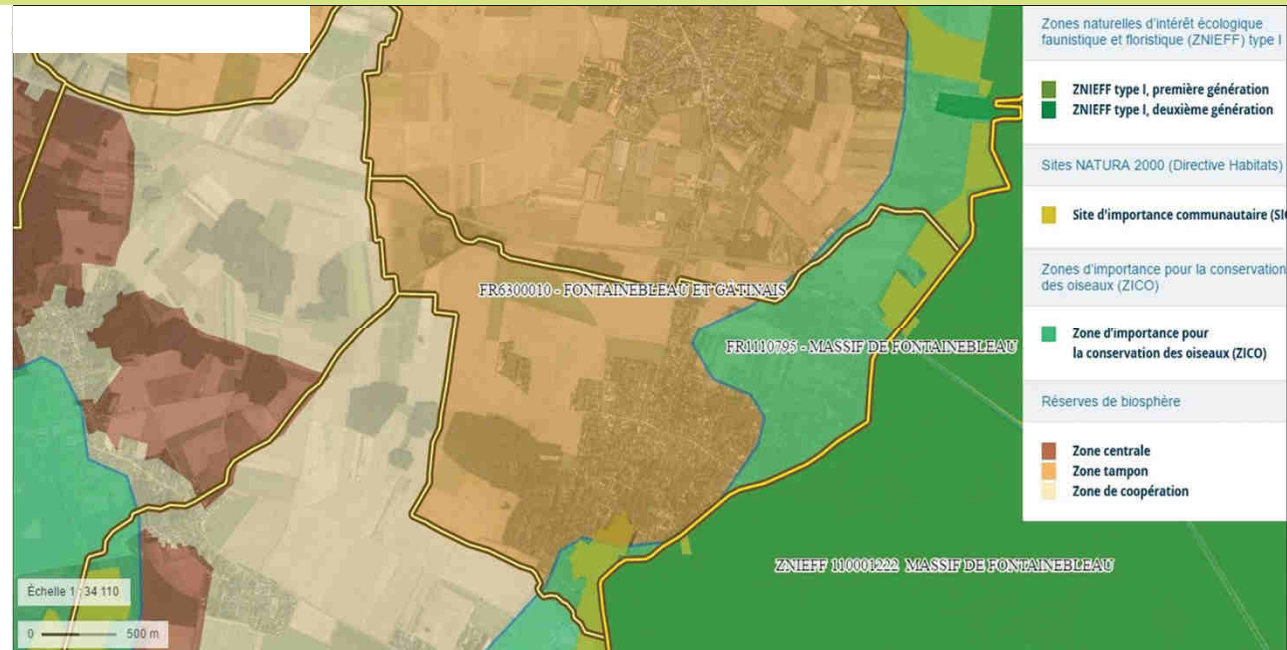 Zones naturelles d'intérêt écologique
faunistique et floristique (ZNIEFF) type I
ZNIEFF type I, première génération
ZNIEFF type I, deuxième génération
Sites NATURA 2000 (Directive Habitats)
Site d'importance communautaire (SIC
Zones d'importance pour la conservation
des oiseaux (ZICO)
Zone d'importance pour
la conservation des oiseaux (ZICO)
Réserves de biosphère
Zone centrale
Zone tampon
Zone de coopération
FR6300010 - FONTAINEBLEAU ET GÂTINAIS
FR1110795 - MASSIF DE FONTAINEBLEAU
ZNIEFF 110001222 MASSIF DE FONTAINEBLEAU
Échelle 1 : 34 110
0 500 m